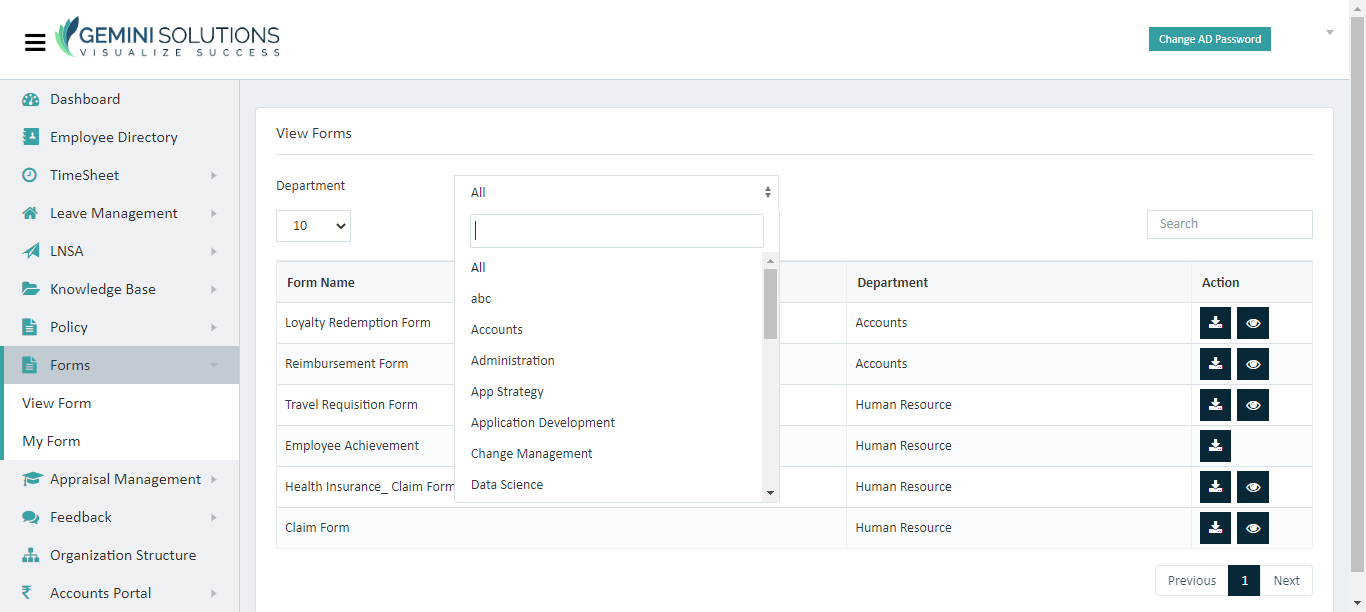 GEMINI SOLUTIONS
VISUALIZE SUCCESS
Change AD Password
Dashboard
Employee Directory
TimeSheet
Leave Management
LNSA
Knowledge Base
Policy
Forms
View Form
My Form
Appraisal Management
Feedback
Organization Structure
Accounts Portal
View Forms
Department
All
10
Search
All
abc
Accounts
Administration
App Strategy
Application Development
Change Management
Data Science
Form Name Department Action
Loyalty Redemption Form Accounts
Reimbursement Form Accounts
Travel Requisition Form Human Resource
Employee Achievement Human Resource
Health Insurance_ Claim Form Human Resource
Claim Form Human Resource
Previous 1 Next